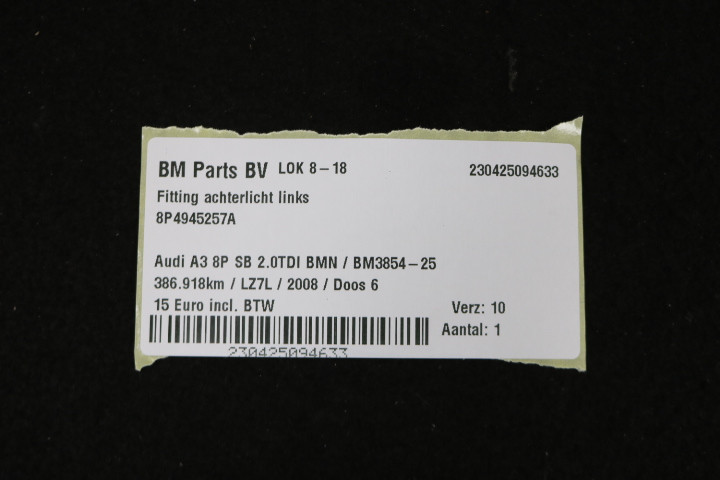 BM Parts BV LOK 8-18 230425094633
Fitting achterlicht links
8P4945257A
Audi A3 8P SB 2.0TDI BMN / BM3854-25
386.918km / LZ7L / 2008 / Doos 6
15 Euro incl. BTW Verz: 10
Aantal: 1
230425094633